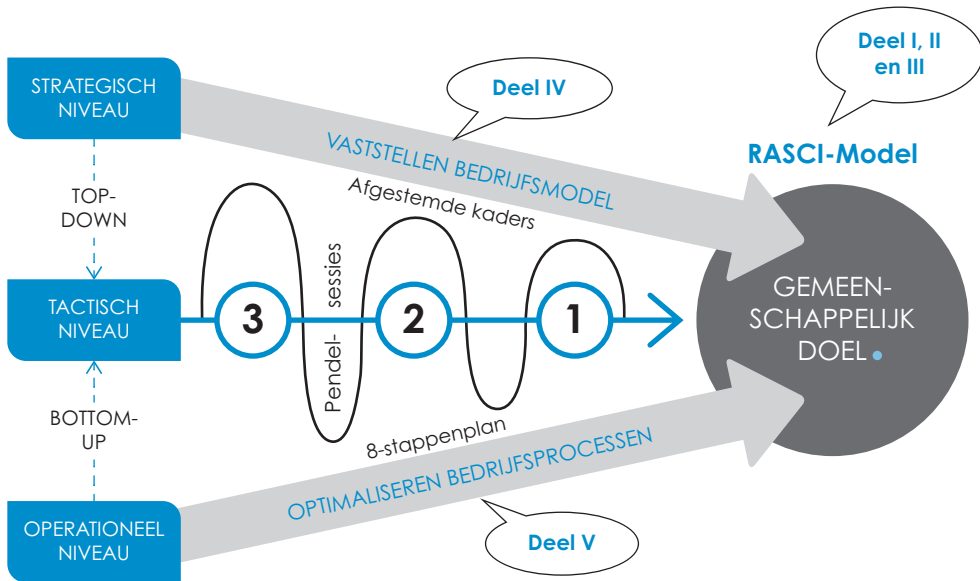 STRATEGISCH
NIVEAU
Deel IV
Deel I, II
en III
RASCI-Model
VASTSTELLEN BEDRIJFSMODEL
Afgestemde kaders
TOP-
DOWN
TACTISCH
NIVEAU
3
Pendel- sessies
2
1
GEMEEN-
SCHAPPELIJK
DOEL
BOTTOM-
UP
8-stappenplan
OPTIMALISEREN BEDRIJFSPROCESSEN
OPERATIONEEL
NIVEAU
Deel V